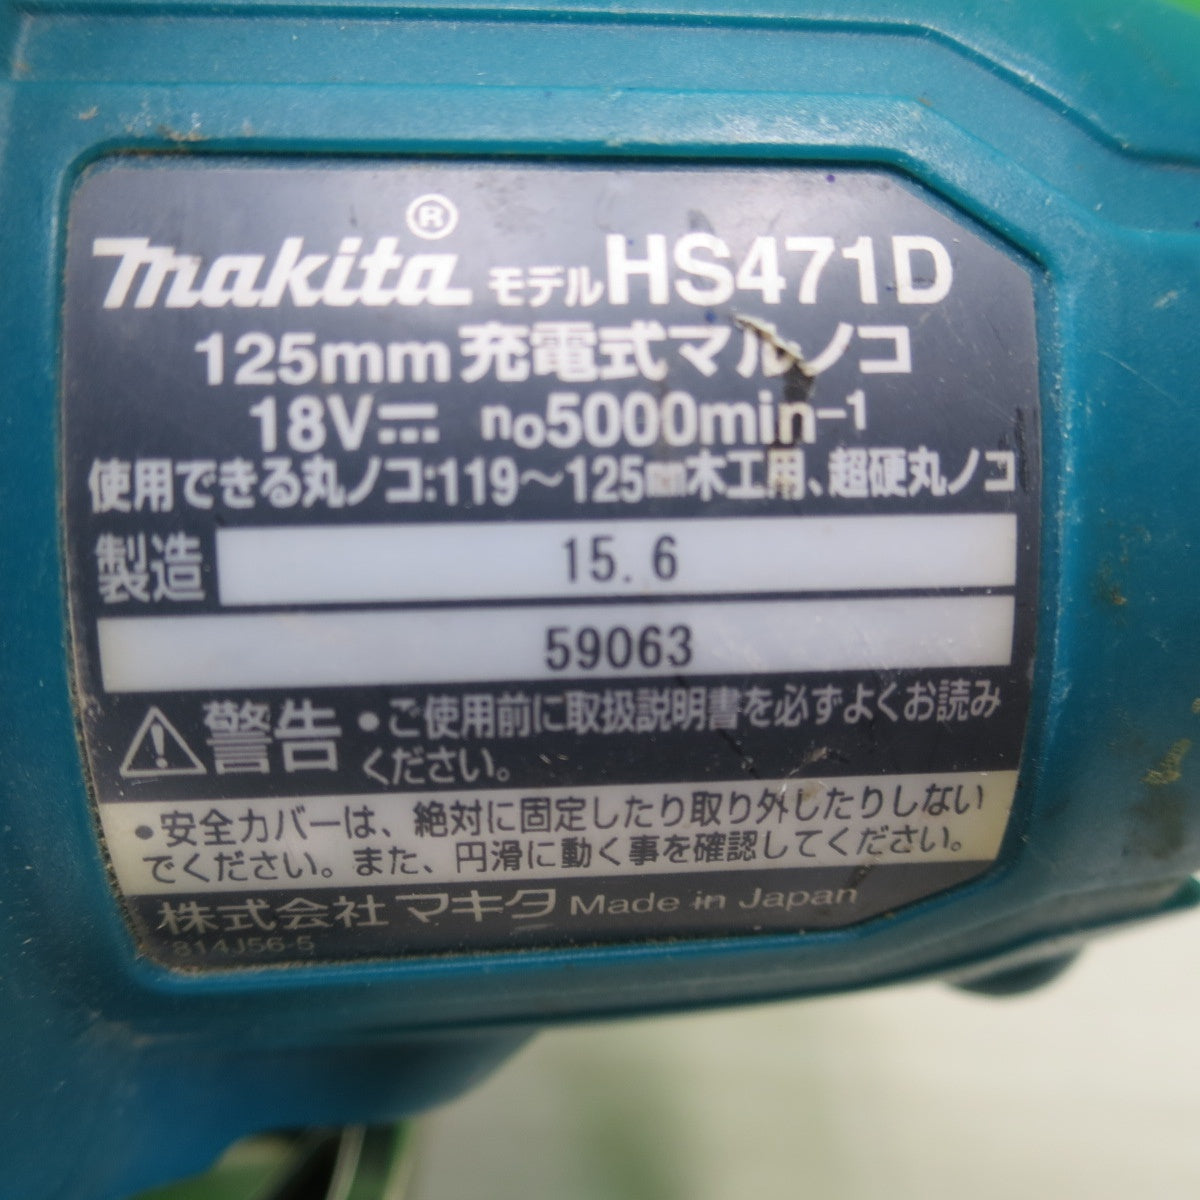 makita® モデル HS471D
125mm 充電式マルノコ
18V⎓ n₀5000min⁻¹
使用できる丸ノコ:119～125mm木工用、超硬丸ノコ
製造 15.6
59063
⚠警告 ・ご使用前に取扱説明書を必ずよくお読み
ください。
・安全カバーは、絶対に固定したり取り外したりしない
でください。また、円滑に動く事を確認してください。
株式会社 マキタ Made in Japan
814J56-5